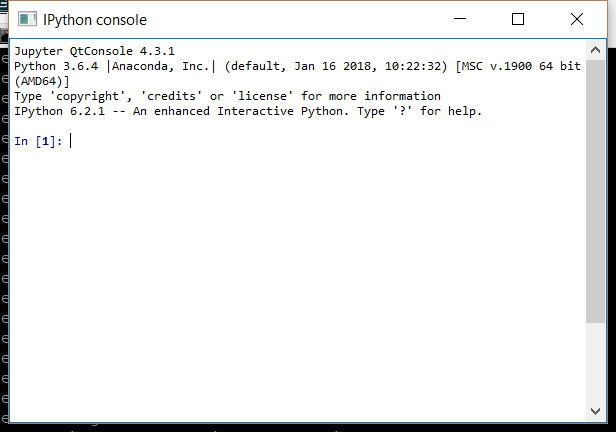 IPython console
Jupyter QtConsole 4.3.1
Python 3.6.4 |Anaconda, Inc.| (default, Jan 16 2018, 10:22:32) [MSC v.1900 64 bit
(AMD64)]
Type 'copyright', 'credits' or 'license' for more information
IPython 6.2.1 -- An enhanced Interactive Python. Type '?' for help.
In [1]: